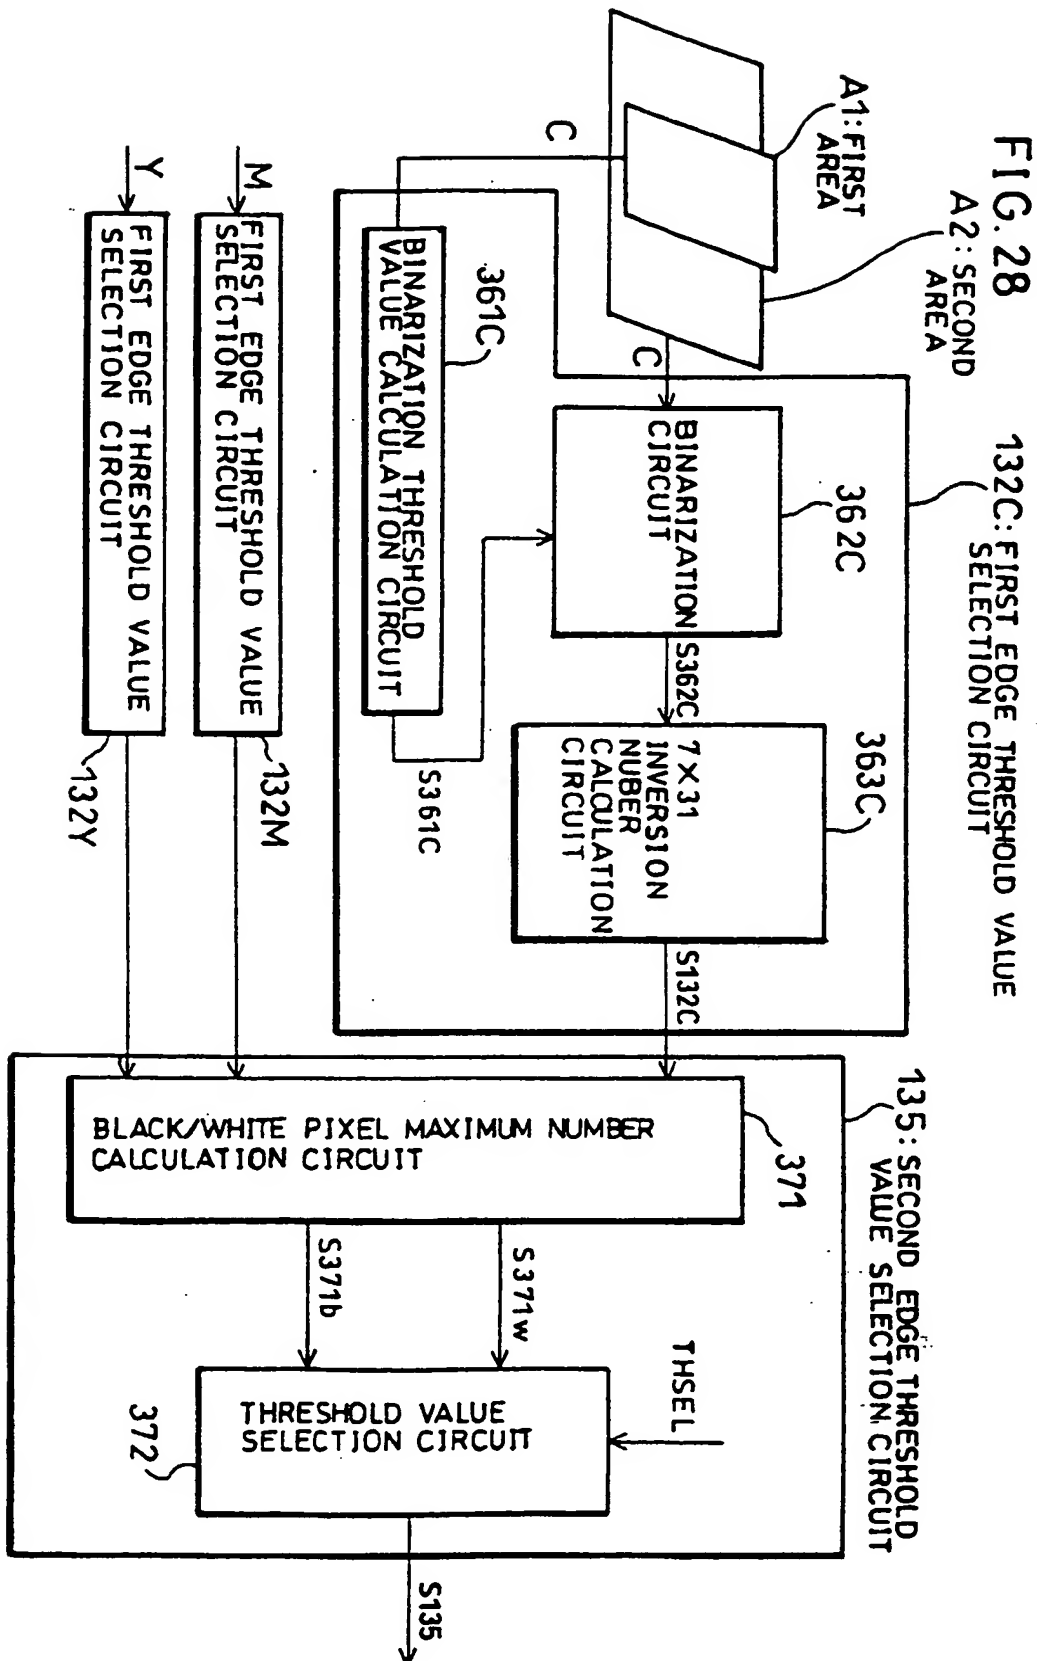 FIG. 28
A1: FIRST
AREA
A2: SECOND
AREA
132C: FIRST EDGE THRESHOLD VALUE
SELECTION CIRCUIT
C
C
361C
BINARIZATION THRESHOLD
VALUE CALCULATION CIRCUIT
S361C
362C
BINARIZATION
CIRCUIT
S362C
363C
7×31
INVERSION
NUBER
CALCULATION
CIRCUIT
S132C
M
FIRST EDGE THRESHOLD VALUE
SELECTION CIRCUIT
132M
Y
FIRST EDGE THRESHOLD VALUE
SELECTION CIRCUIT
132Y
135: SECOND EDGE THRESHOLD
VALUE SELECTION CIRCUIT
371
BLACK/WHITE PIXEL MAXIMUM NUMBER
CALCULATION CIRCUIT
S371w
S371b
THSEL
THRESHOLD VALUE
SELECTION CIRCUIT
372
S135